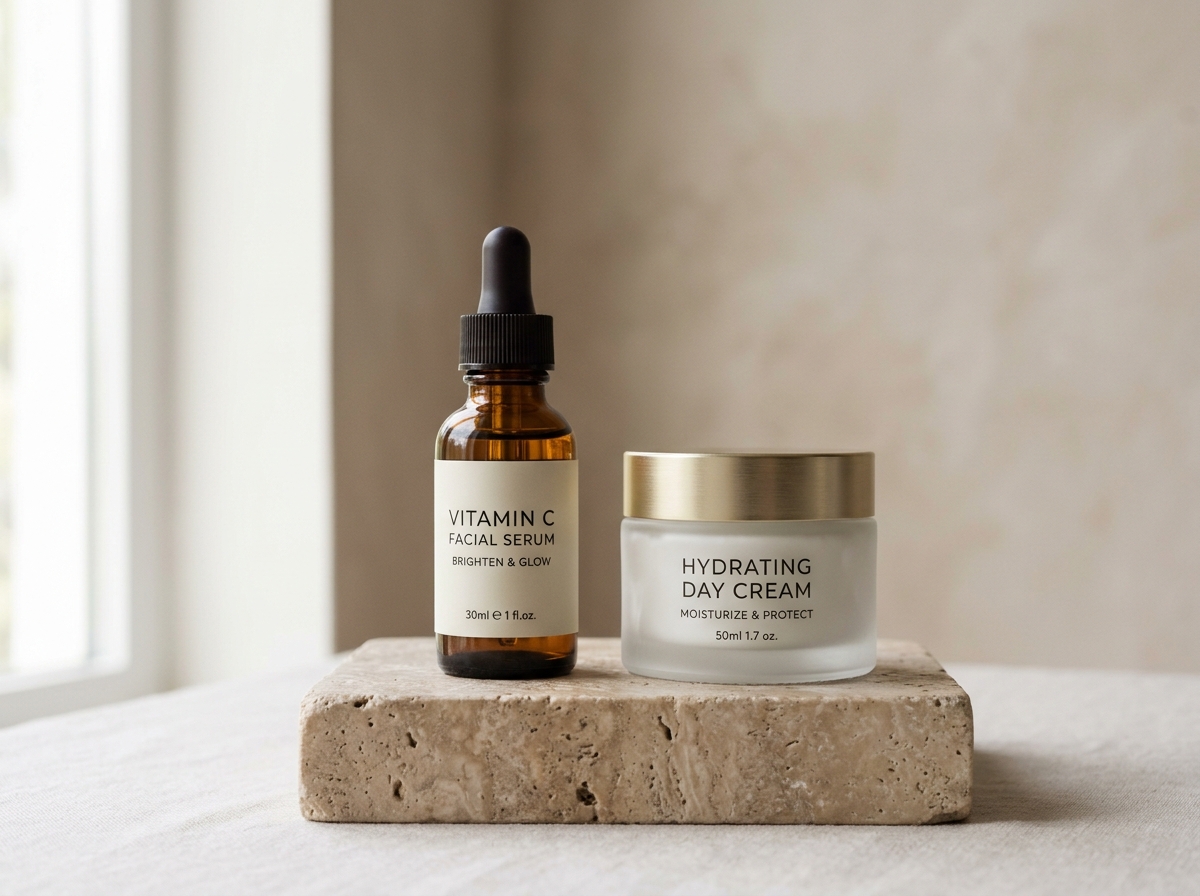 VITAMIN C
FACIAL SERUM
BRIGHTEN & GLOW
30ml ℮ 1 fl.oz.
HYDRATING
DAY CREAM
MOISTURIZE & PROTECT
50ml 1.7 oz.